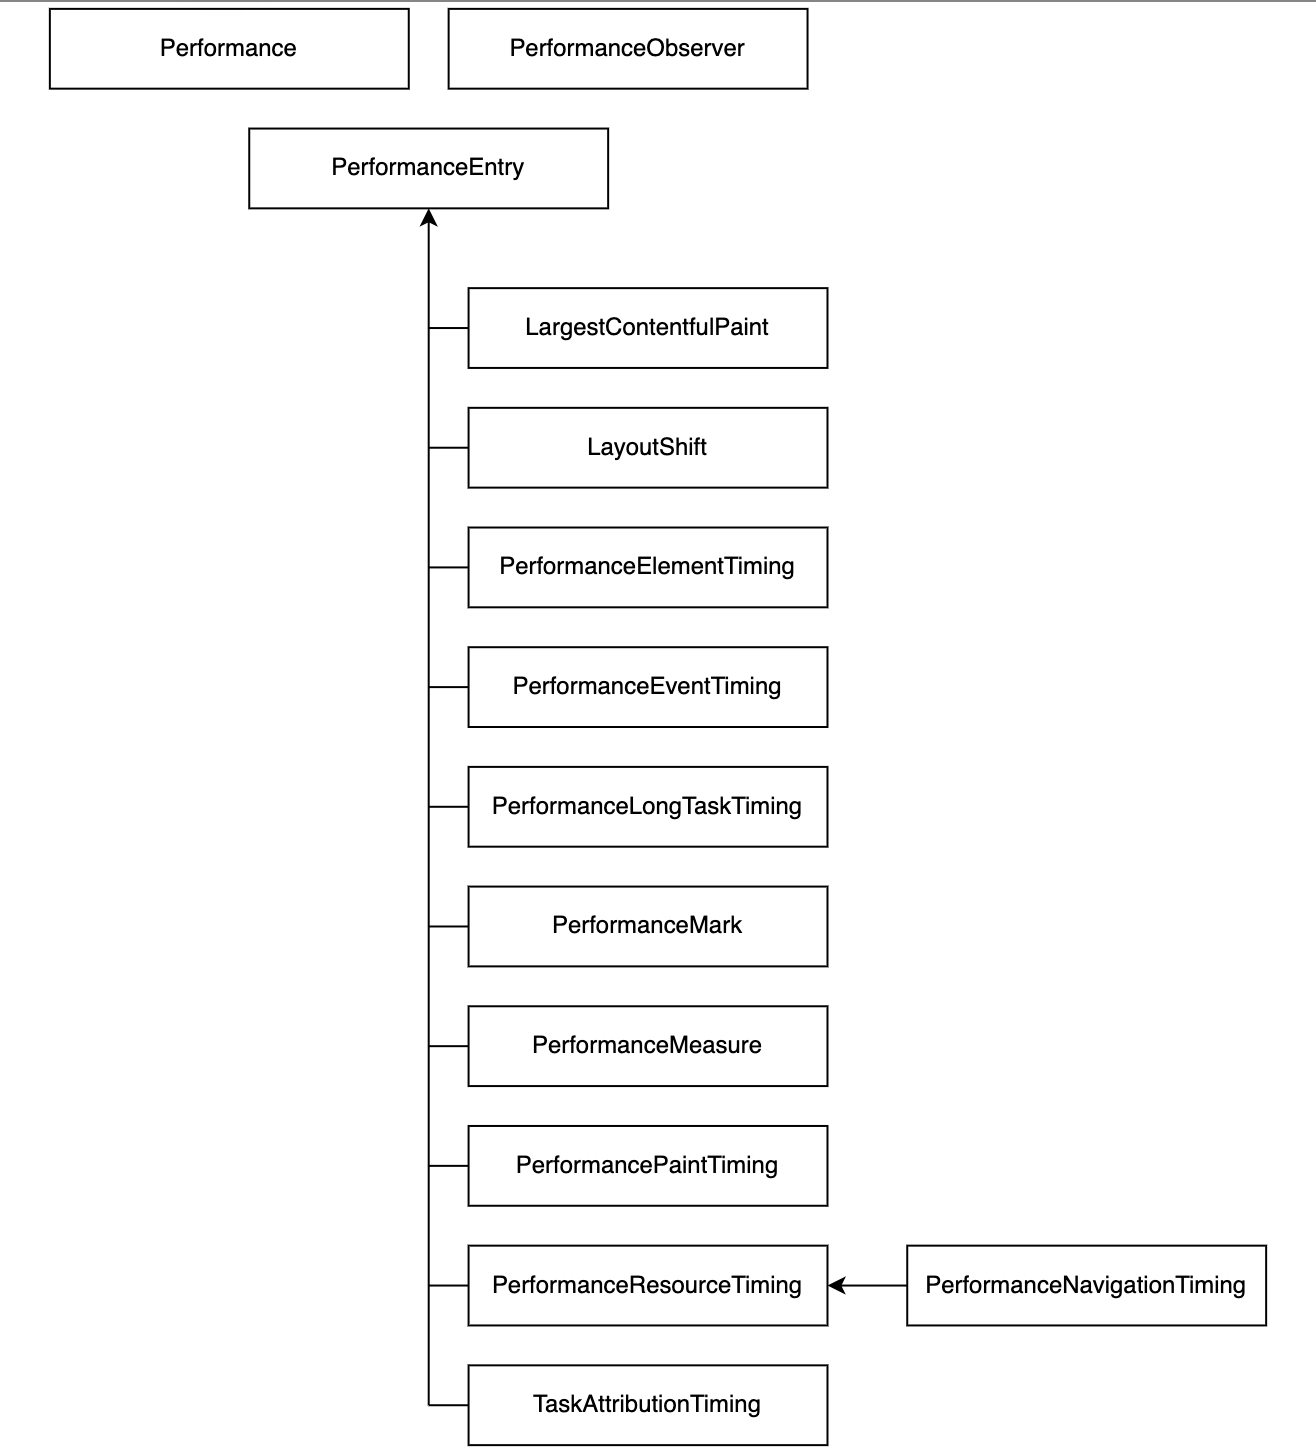 Performance
PerformanceObserver
PerformanceEntry
LargestContentfulPaint
LayoutShift
PerformanceElementTiming
PerformanceEventTiming
PerformanceLongTaskTiming
PerformanceMark
PerformanceMeasure
PerformancePaintTiming
PerformanceResourceTiming
PerformanceNavigationTiming
TaskAttributionTiming